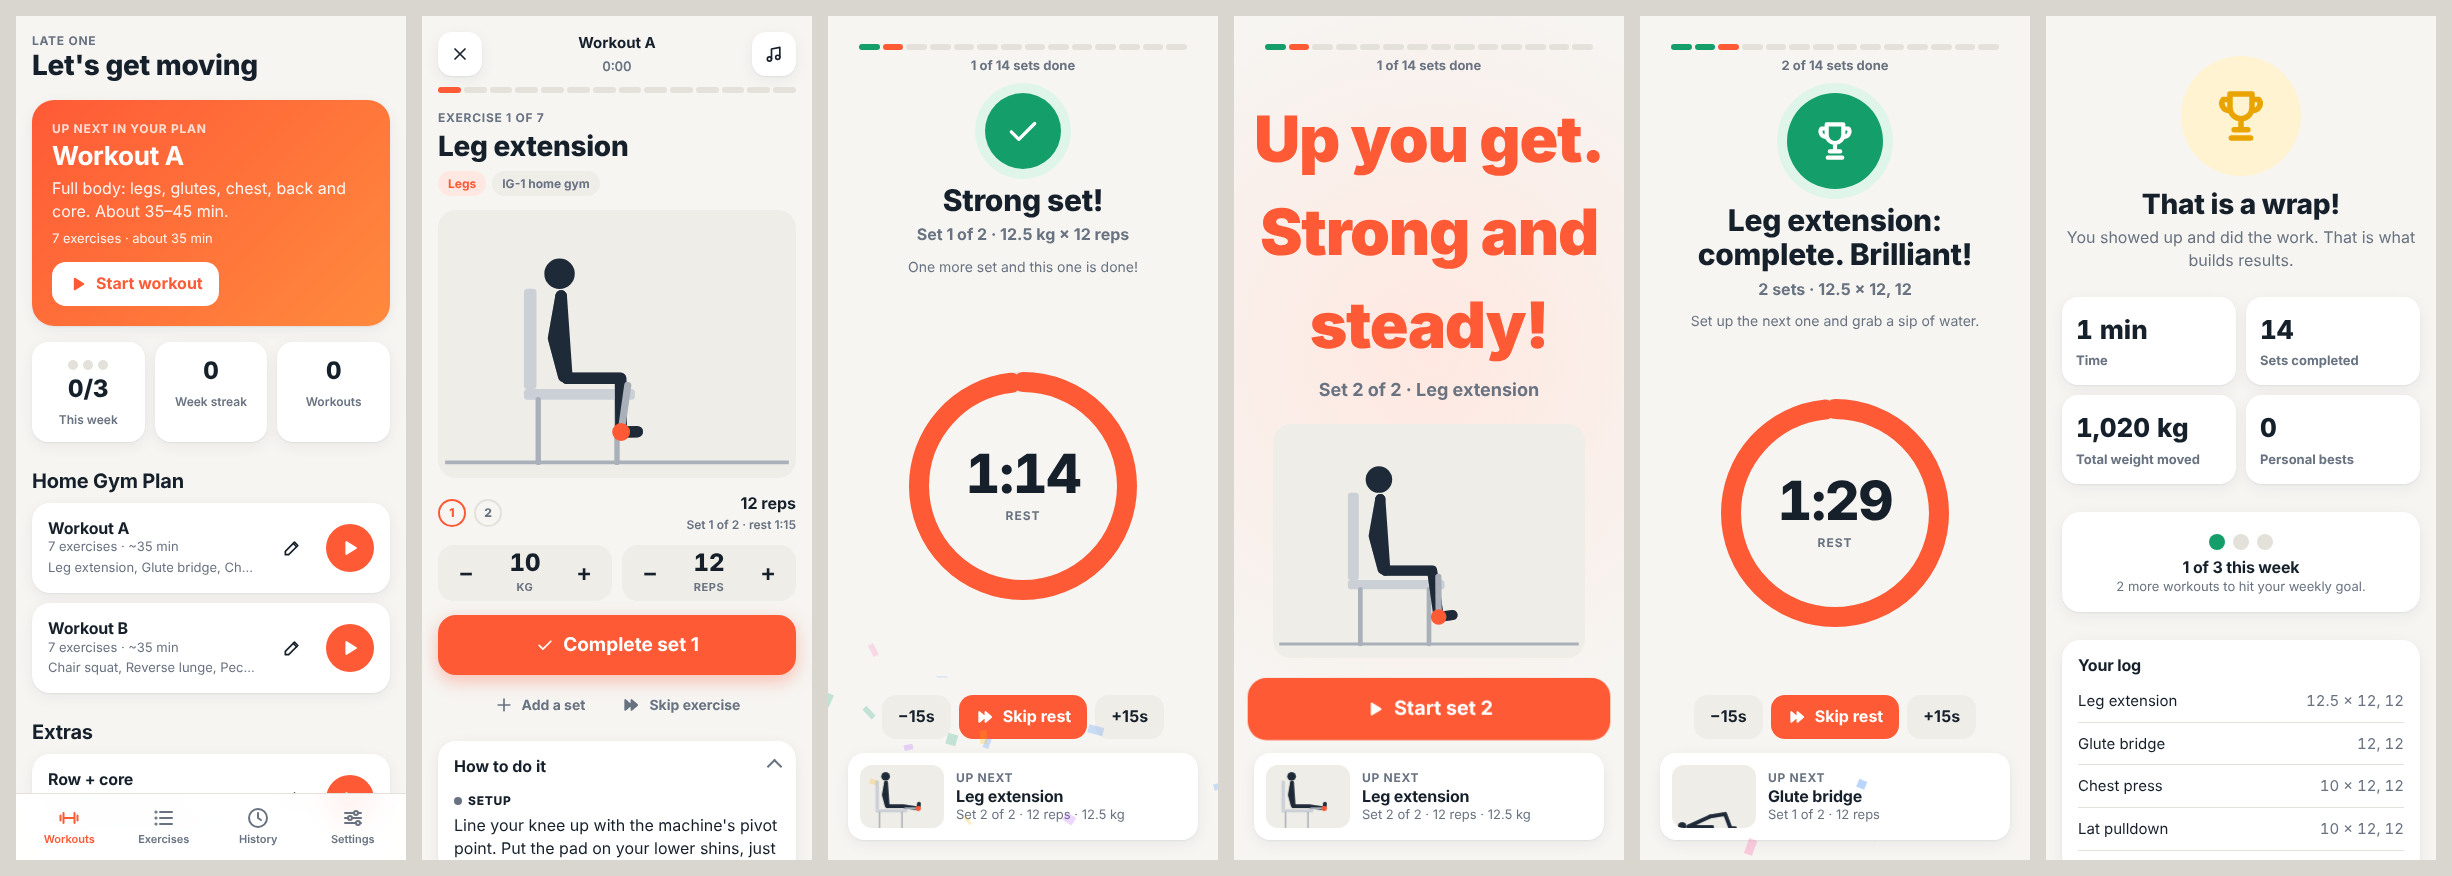 LATE ONE
Let's get moving
UP NEXT IN YOUR PLAN
Workout A
Full body: legs, glutes, chest, back and
core. About 35–45 min.
7 exercises · about 35 min
Start workout
0/3
This week
0
Week streak
0
Workouts
Home Gym Plan
Workout A
7 exercises · ~35 min
Leg extension, Glute bridge, Ch...
Workout B
7 exercises · ~35 min
Chair squat, Reverse lunge, Pec...
Extras
Row + core
Workouts
Exercises
History
Settings
Workout A
0:00
EXERCISE 1 OF 7
Leg extension
Legs
IG-1 home gym
1
2
12 reps
Set 1 of 2 · rest 1:15
−
10
KG
+
−
12
REPS
+
Complete set 1
Add a set
Skip exercise
How to do it
SETUP
Line your knee up with the machine's pivot
point. Put the pad on your lower shins, just
1 of 14 sets done
Strong set!
Set 1 of 2 · 12.5 kg × 12 reps
One more set and this one is done!
1:14
REST
−15s
Skip rest
+15s
UP NEXT
Leg extension
Set 2 of 2 · 12 reps · 12.5 kg
1 of 14 sets done
Up you get.
Strong and
steady!
Set 2 of 2 · Leg extension
Start set 2
UP NEXT
Leg extension
Set 2 of 2 · 12 reps · 12.5 kg
2 of 14 sets done
Leg extension:
complete. Brilliant!
2 sets · 12.5 × 12, 12
Set up the next one and grab a sip of water.
1:29
REST
−15s
Skip rest
+15s
UP NEXT
Glute bridge
Set 1 of 2 · 12 reps
That is a wrap!
You showed up and did the work. That is what
builds results.
1 min
Time
14
Sets completed
1,020 kg
Total weight moved
0
Personal bests
1 of 3 this week
2 more workouts to hit your weekly goal.
Your log
Leg extension
12.5 × 12, 12
Glute bridge
12, 12
Chest press
10 × 12, 12
Lat pulldown
10 × 12, 12